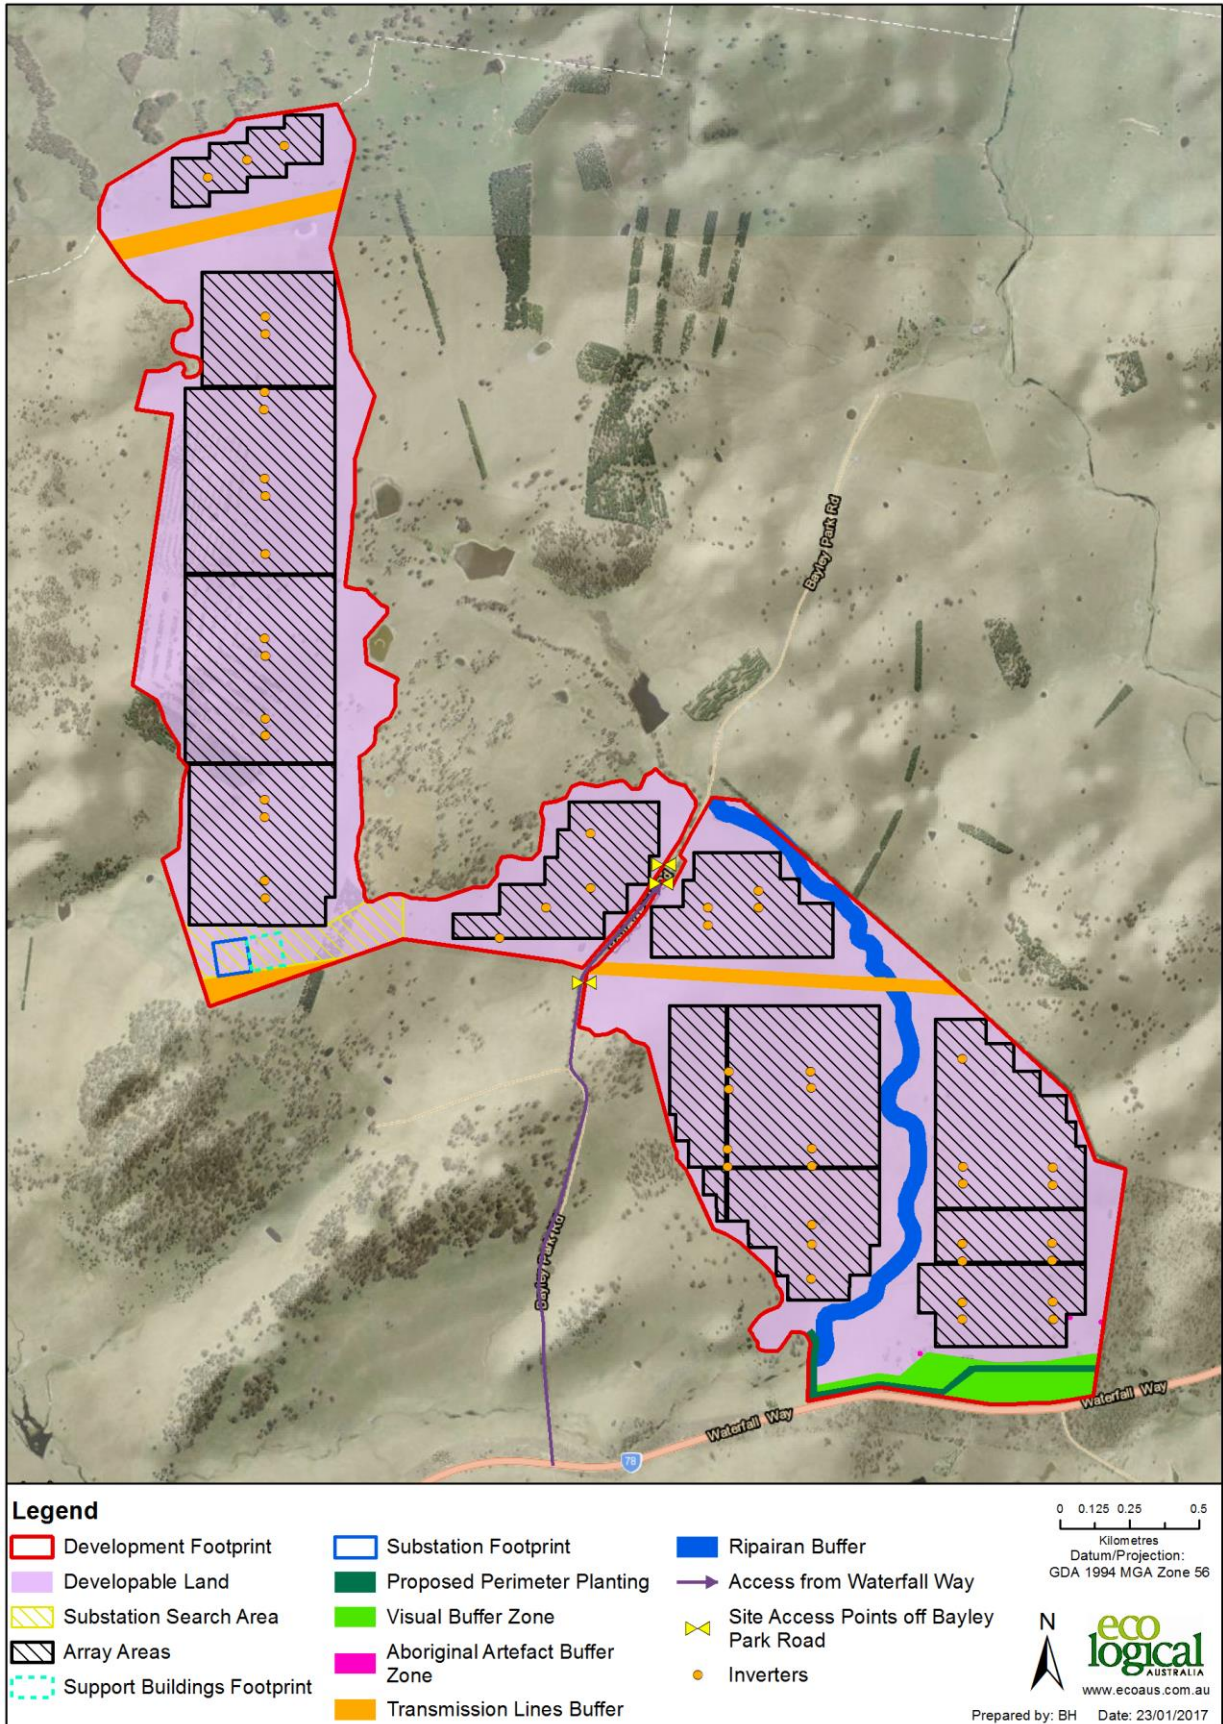 Bayley Park Rd
Rd
Bayley Park Rd
Waterfall Way
Waterfall Way
78
Legend
Development Footprint
Developable Land
Substation Search Area
Array Areas
Support Buildings Footprint
Substation Footprint
Proposed Perimeter Planting
Visual Buffer Zone
Aboriginal Artefact Buffer
Zone
Transmission Lines Buffer
Ripairan Buffer
Access from Waterfall Way
Site Access Points off Bayley
Park Road
Inverters
0 0.125 0.25 0.5
Kilometres
Datum/Projection:
GDA 1994 MGA Zone 56
N
eco
logical
AUSTRALIA
www.ecoaus.com.au
Prepared by: BH Date: 23/01/2017